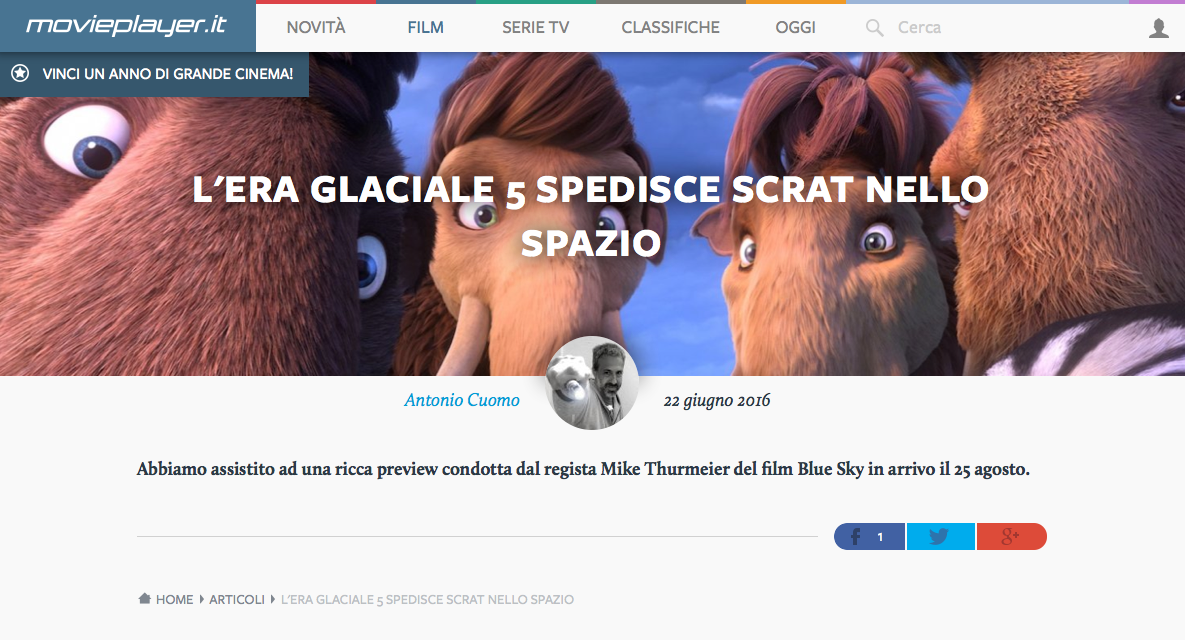 movieplayer.it
NOVITÀ
FILM
SERIE TV
CLASSIFICHE
OGGI
Cerca
VINCI UN ANNO DI GRANDE CINEMA!
L'ERA GLACIALE 5 SPEDISCE SCRAT NELLO
SPAZIO
Antonio Cuomo
22 giugno 2016
Abbiamo assistito ad una ricca preview condotta dal regista Mike Thurmeier del film Blue Sky in arrivo il 25 agosto.
f 1
g+
HOME ARTICOLI L'ERA GLACIALE 5 SPEDISCE SCRAT NELLO SPAZIO